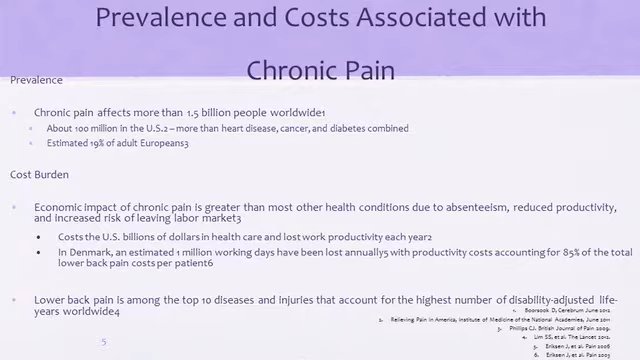 Prevalence and Costs Associated with
Chronic Pain
Prevalence
Chronic pain affects more than 1.5 billion people worldwide1
About 100 million in the U.S.2 – more than heart disease, cancer, and diabetes combined
Estimated 19% of adult Europeans3
Cost Burden
Economic impact of chronic pain is greater than most other health conditions due to absenteeism, reduced productivity,
and increased risk of leaving labor market3
Costs the U.S. billions of dollars in health care and lost work productivity each year2
In Denmark, an estimated 1 million working days have been lost annually5 with productivity costs accounting for 85% of the total
lower back pain costs per patient6
Lower back pain is among the top 10 diseases and injuries that account for the highest number of disability-adjusted life-
years worldwide4
1. Boorsook D, Cerebrum June 2012
2. Relieving Pain in America, Institute of Medicine of the National Academies, June 2011
3. Phillips CJ. British Journal of Pain 2009.
4. Lim SS, et al. The Lancet 2012.
5. Eriksen J, et al. Pain 2006
6. Eriksen J, et al. Pain 2003
5